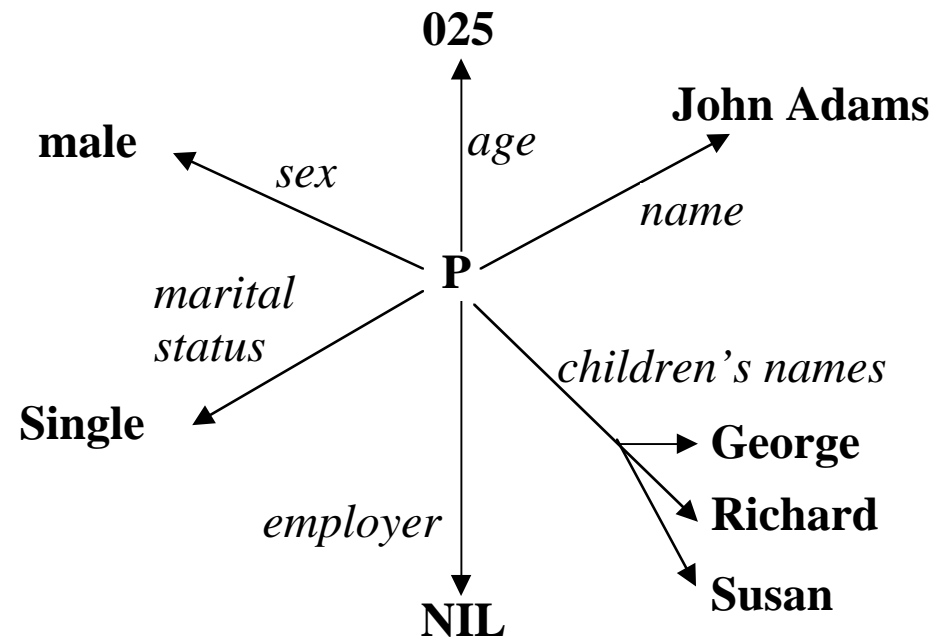 025
John Adams
male
age
sex
name
P
marital
status
children's names
Single
George
Richard
employer
Susan
NIL